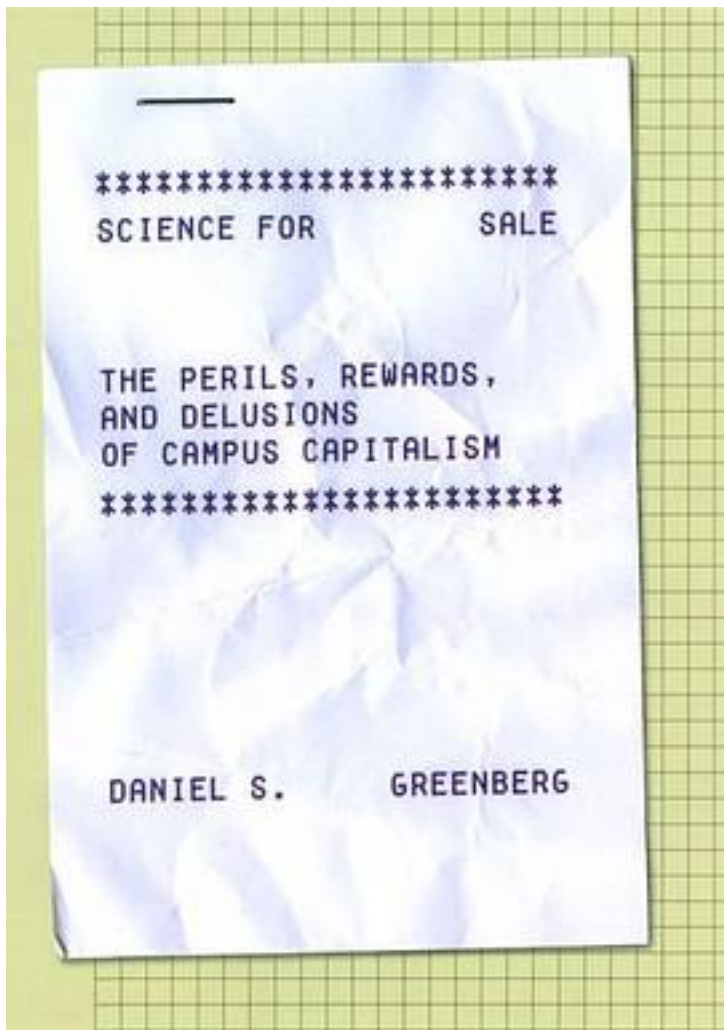 ***********************
SCIENCE FOR SALE
THE PERILS, REWARDS,
AND DELUSIONS
OF CAMPUS CAPITALISM
***********************
DANIEL S. GREENBERG